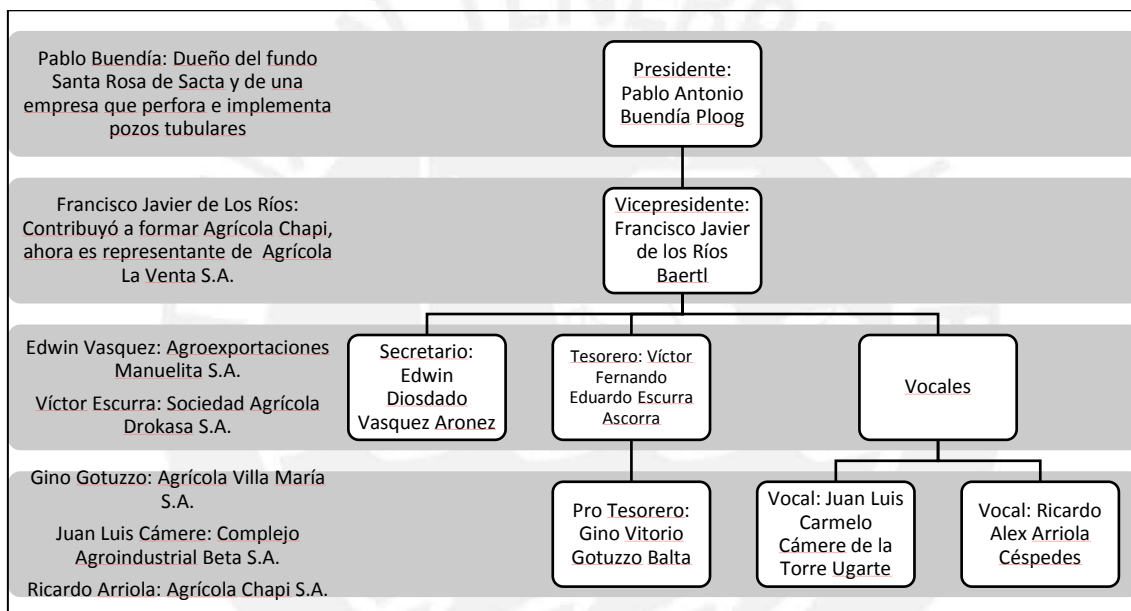 Pablo Buendía: Dueño del fundo
Santa Rosa de Sacta y de una
empresa que perfora e implementa
pozos tubulares
Presidente:
Pablo Antonio
Buendía Ploog
Francisco Javier de Los Ríos:
Contribuyó a formar Agrícola Chapi,
ahora es representante de Agrícola
La Venta S.A.
Vicepresidente:
Francisco Javier
de los Ríos
Baertl
Edwin Vasquez: Agroexportaciones
Manuelita S.A.
Víctor Escurra: Sociedad Agrícola
Drokasa S.A.
Secretario:
Edwin
Diosdado
Vasquez Aronez
Tesorero: Víctor
Fernando
Eduardo Escurra
Ascorra
Vocales
Gino Gotuzzo: Agrícola Villa María
S.A.
Juan Luis Cámere: Complejo
Agroindustrial Beta S.A.
Ricardo Arriola: Agrícola Chapi S.A.
Pro Tesorero:
Gino Vitorio
Gotuzzo Balta
Vocal: Juan Luis
Carmelo
Cámere de la
Torre Ugarte
Vocal: Ricardo
Alex Arriola
Céspedes